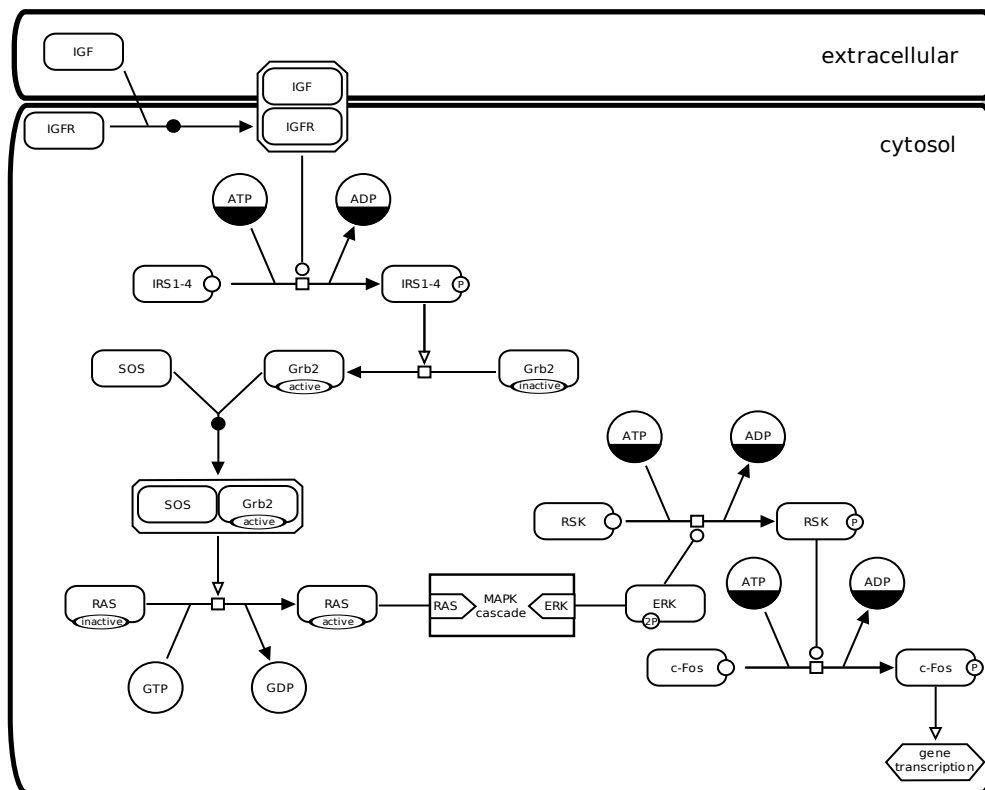 IGF
extracellular
IGF
IGFR
IGFR
cytosol
ATP
ADP
IRS1-4
IRS1-4
P
SOS
Grb2
active
Grb2
inactive
ATP
ADP
SOS
Grb2
active
RSK
RSK
P
ATP
ADP
RAS
inactive
RAS
active
RAS
MAPK
cascade
ERK
ERK
2P
c-Fos
c-Fos
P
GTP
GDP
gene
transcription